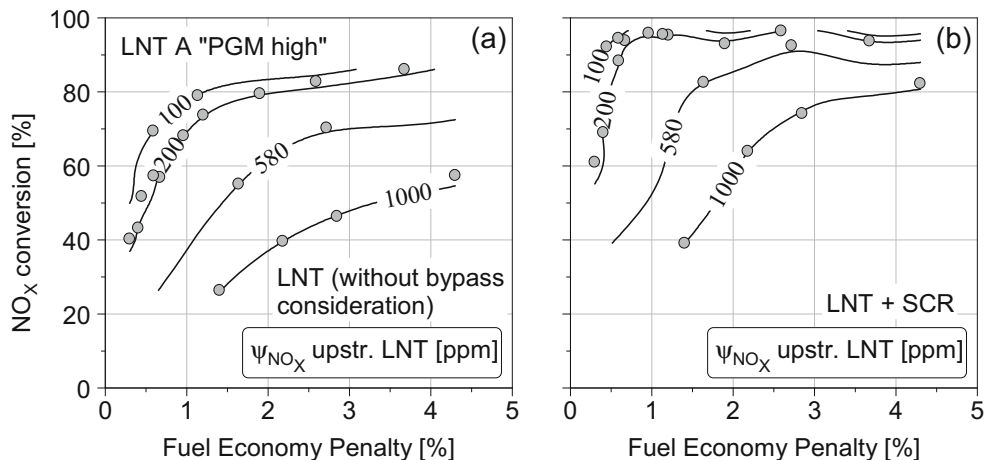 NOX conversion [%]
100
80
60
40
20
0
LNT A "PGM high"
(a)
100
200
580
1000
LNT (without bypass
consideration)
ψNOX upstr. LNT [ppm]
0 1 2 3 4 5
Fuel Economy Penalty [%]
(b)
100
200
580
1000
LNT + SCR
ψNOX upstr. LNT [ppm]
0 1 2 3 4 5
Fuel Economy Penalty [%]